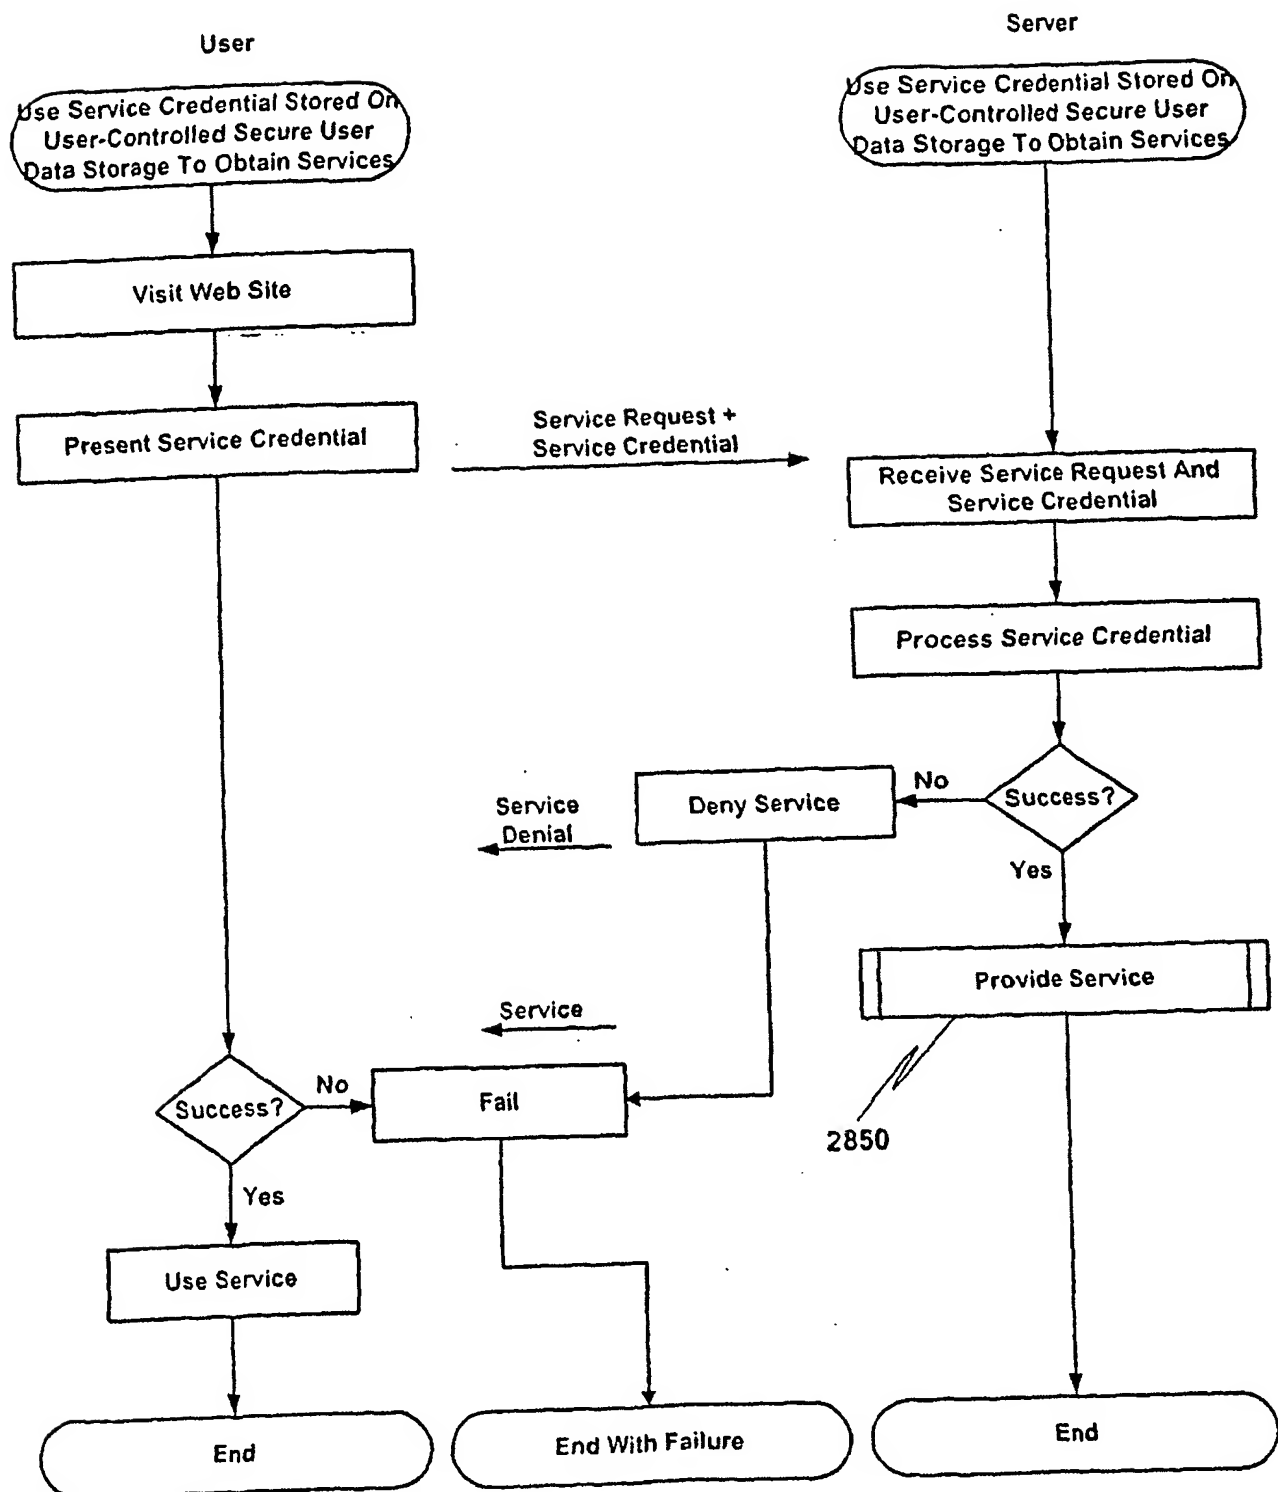 User
Server
Use Service Credential Stored On
User-Controlled Secure User
Data Storage To Obtain Services
Use Service Credential Stored On
User-Controlled Secure User
Data Storage To Obtain Services
Visit Web Site
Present Service Credential
Service Request +
Service Credential
Receive Service Request And
Service Credential
Process Service Credential
Success?
No
Deny Service
Service
Denial
Yes
Provide Service
2850
Service
Success?
No
Fail
Yes
Use Service
End
End With Failure
End